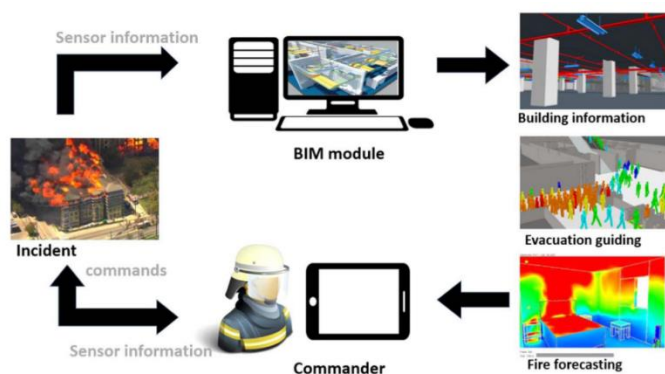 Sensor information
BIM module
Building information
Incident
Evacuation guiding
commands
Sensor information
Commander
Fire forecasting